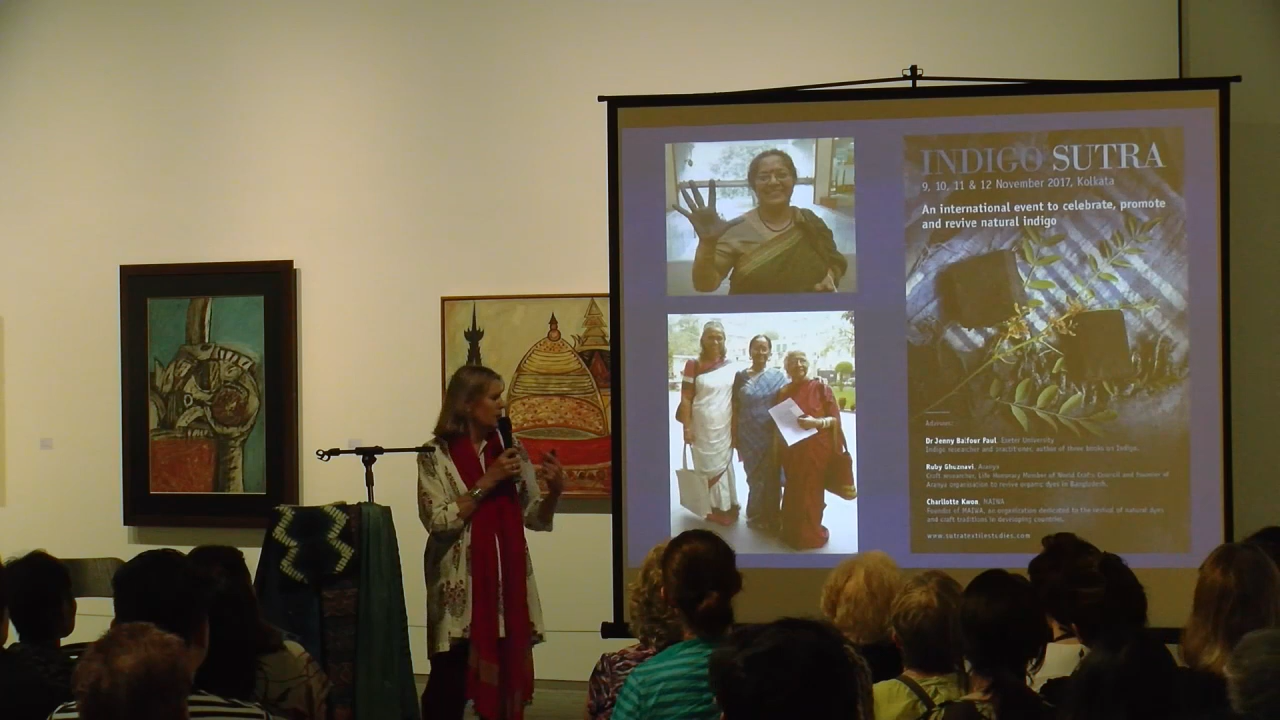 INDIGO SUTRA
9, 10, 11 & 12 November 2017, Kolkata
An international event to celebrate, promote
and revive natural indigo
Advisors:
Dr Jenny Balfour Paul, Exeter University
Indigo researcher and practitioner, author of three books on Indigo.
Ruby Ghuznavi, Aranya
Craft researcher, Life Honorary Member of World Crafts Council and founder of
Aranya organisation to revive organic dyes in Bangladesh.
Charllotte Kwon, MAIWA
Founder of MAIWA, an organization dedicated to the revival of natural dyes
and craft traditions in developing countries.
www.sutratextilestudies.com